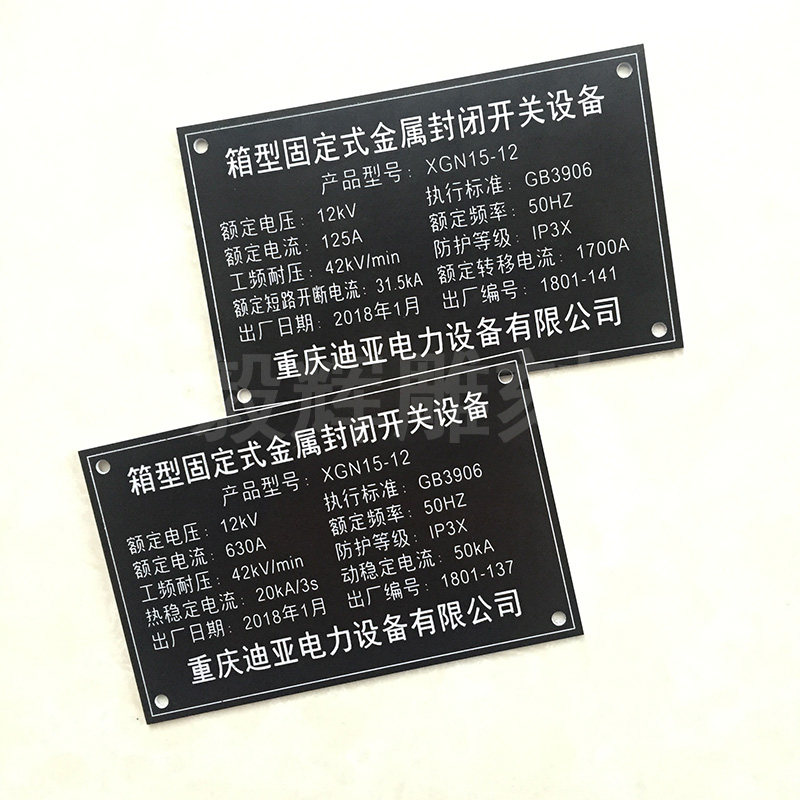 箱型固定式金属封闭开关设备
产品型号：XGN15-12
额定电压：12kV 执行标准：GB3906
额定电流：125A 额定频率：50HZ
工频耐压：42kV/min 防护等级：IP3X
额定短路开断电流：31.5kA 额定转移电流：1700A
出厂日期：2018年1月 出厂编号：1801-141
重庆迪亚电力设备有限公司
箱型固定式金属封闭开关设备
产品型号：XGN15-12
额定电压：12kV 执行标准：GB3906
额定电流：630A 额定频率：50HZ
工频耐压：42kV/min 防护等级：IP3X
热稳定电流：20kA/3s 动稳定电流：50kA
出厂日期：2018年1月 出厂编号：1801-137
重庆迪亚电力设备有限公司